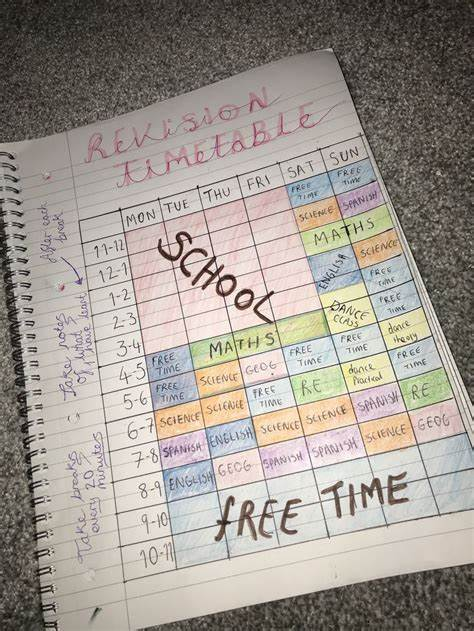 REVISION
TIMETABLE
MON TUE THU FRI SAT SUN
11-12 FREE TIME FREE TIME
12-1 SCIENCE SPANISH
1-2 MATHS
2-3 ENGLISH SCIENCE
SCHOOL
3-4 FREE TIME
4-5 FREE TIME MATHS DANCE CLASS FREE TIME
5-6 FREE TIME SCIENCE GEOG FREE TIME FREE TIME dance theory
6-7 SCIENCE SCIENCE FREE TIME RE dance Practical FREE TIME
7-8 SPANISH ENGLISH SCIENCE SCIENCE SPANISH RE
8-9 ENGLISH GEOG SPANISH SPANISH SCIENCE GEOG
9-10
10-11
FREE TIME
Take breaks
every 20
minutes
Take notes
of what
have learnt
After each
break